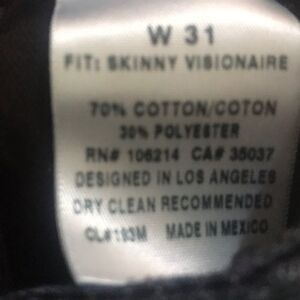 W 31
FIT: SKINNY VISIONAIRE
70% COTTON/COTON
30% POLYESTER
RN# 106214 CA# 35037
DESIGNED IN LOS ANGELES
DRY CLEAN RECOMMENDED
CL#193M MADE IN MEXICO